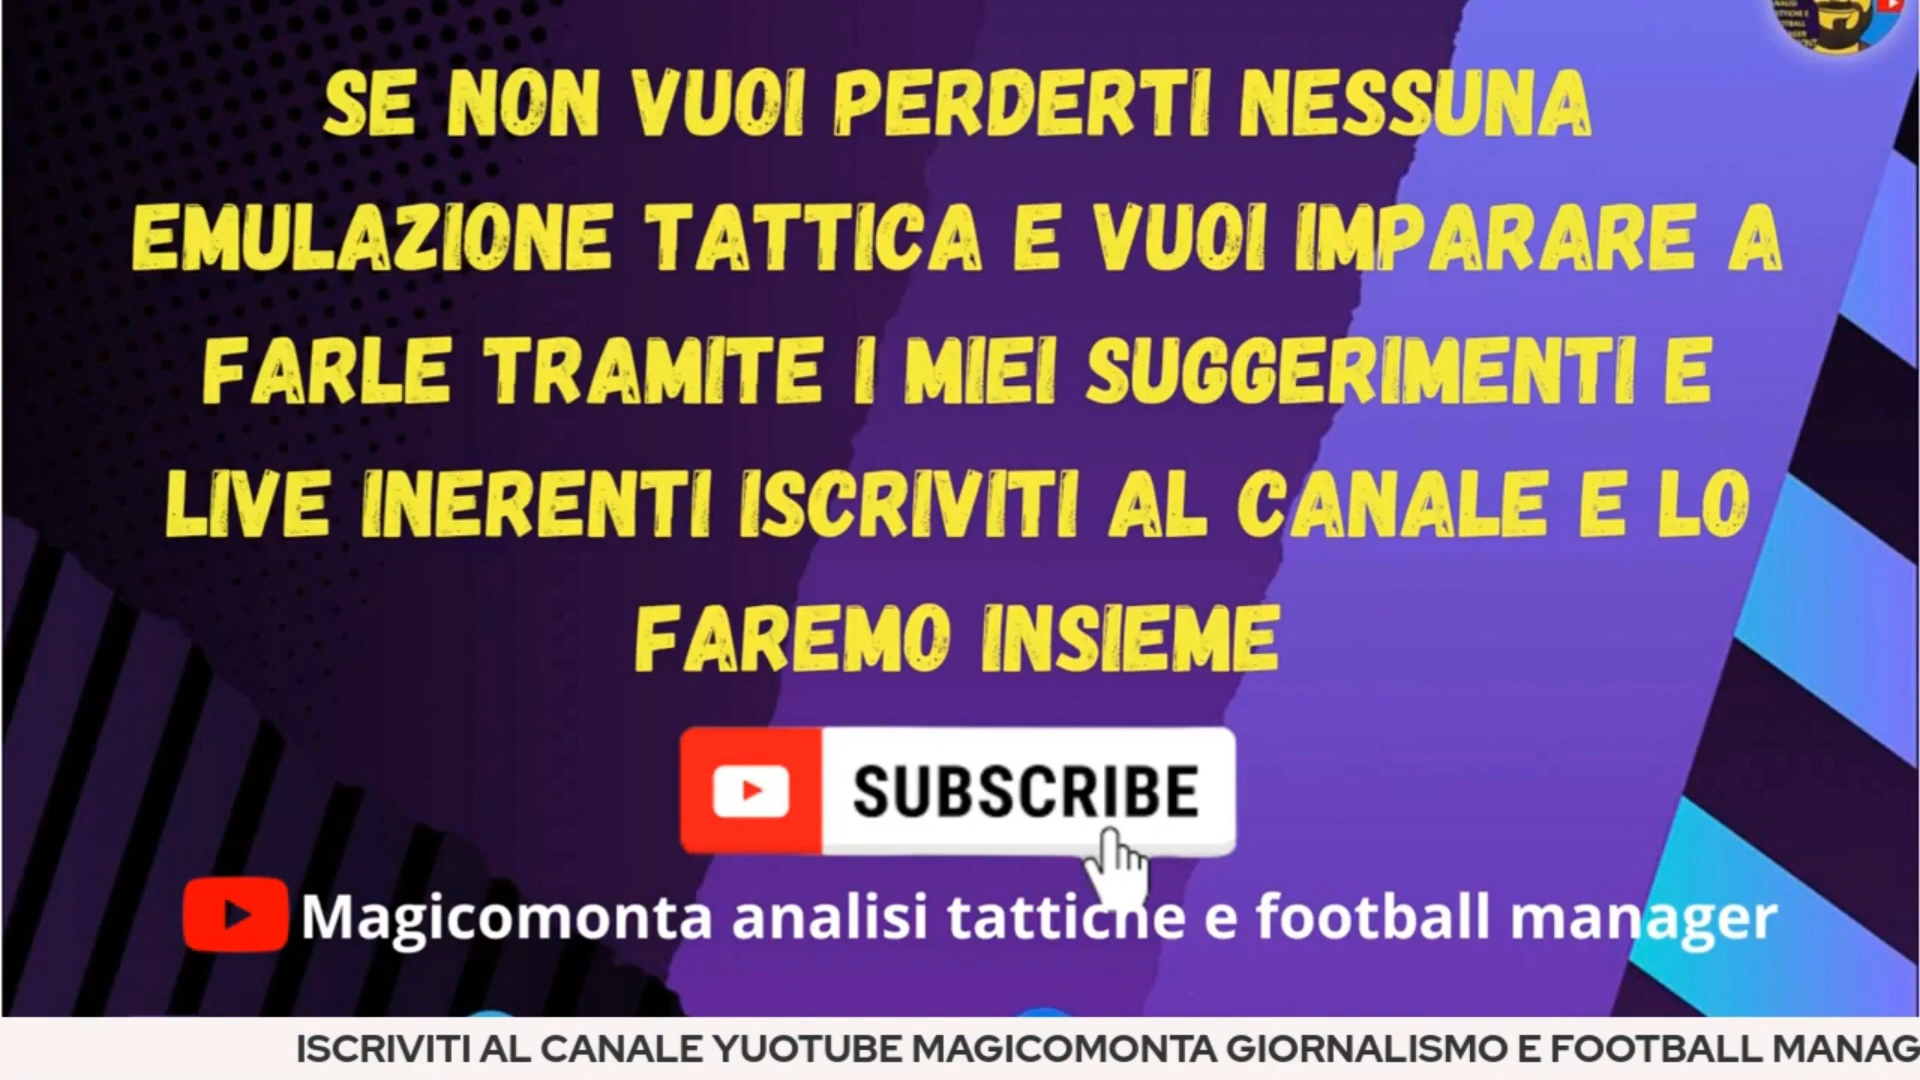 SE NON VUOI PERDERTI NESSUNA
EMULAZIONE TATTICA E VUOI IMPARARE A
FARLE TRAMITE I MIEI SUGGERIMENTI E
LIVE INERENTI ISCRIVITI AL CANALE E LO
FAREMO INSIEME
SUBSCRIBE
Magicomonta analisi tattiche e football manager
ISCRIVITI AL CANALE YUOTUBE MAGICOMONTA GIORNALISMO E FOOTBALL MANAG